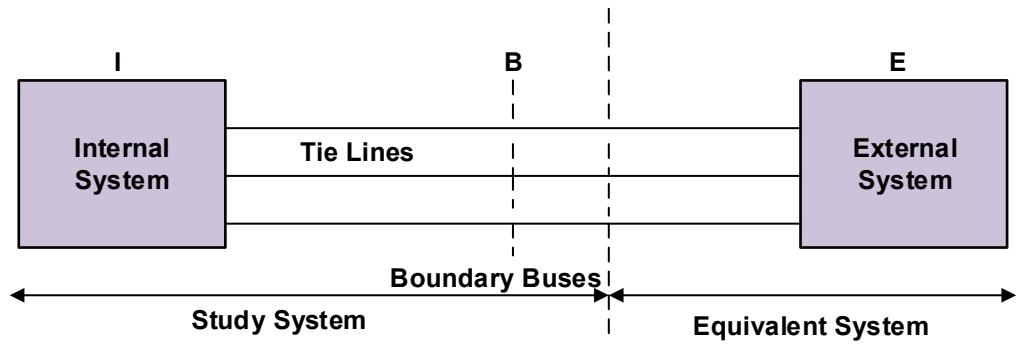 I
B
E
Internal
System
Tie Lines
External
System
Boundary Buses
Study System
Equivalent System